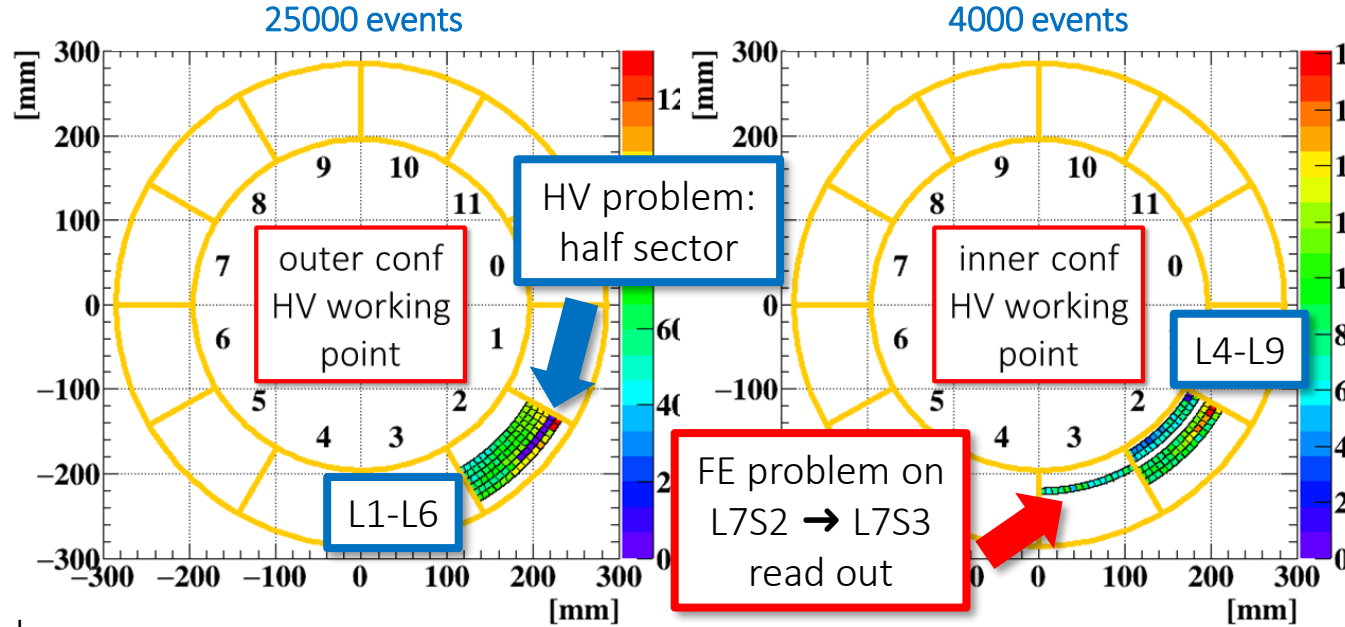 25000 events
4000 events
300
200
100
0
−100
−200
−300
[mm]
−300
−200
−100
0
100
200
300
[mm]
9
10
8
11
7
0
6
1
5
2
4
3
outer conf
HV working
point
HV problem:
half sector
L1-L6
0
300
200
100
0
−100
[mm]
9
10
8
11
7
0
6
5
2
4
3
inner conf
HV working
point
L4-L9
FE problem on
L7S2 → L7S3
read out
0
100
200
300
[mm]